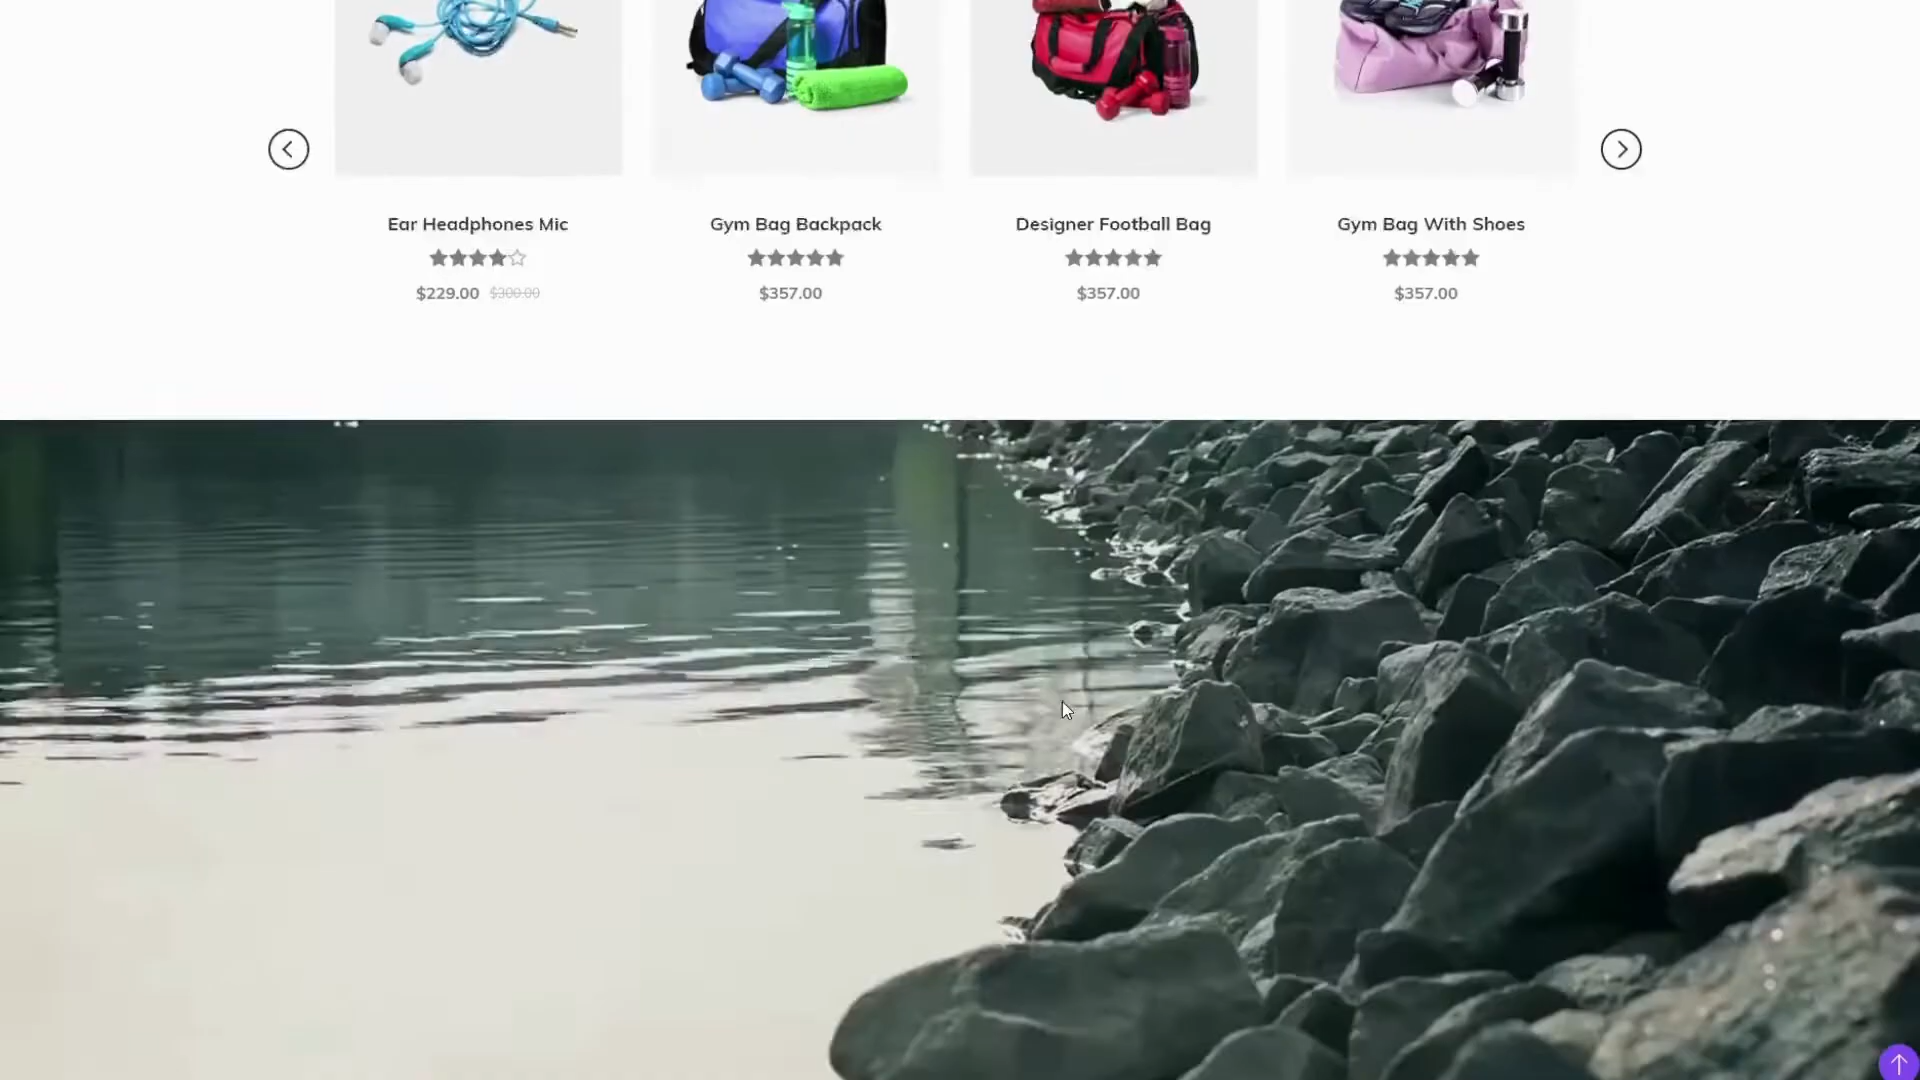 Ear Headphones Mic
Gym Bag Backpack
Designer Football Bag
Gym Bag With Shoes
$229.00 $300.00
$357.00
$357.00
$357.00